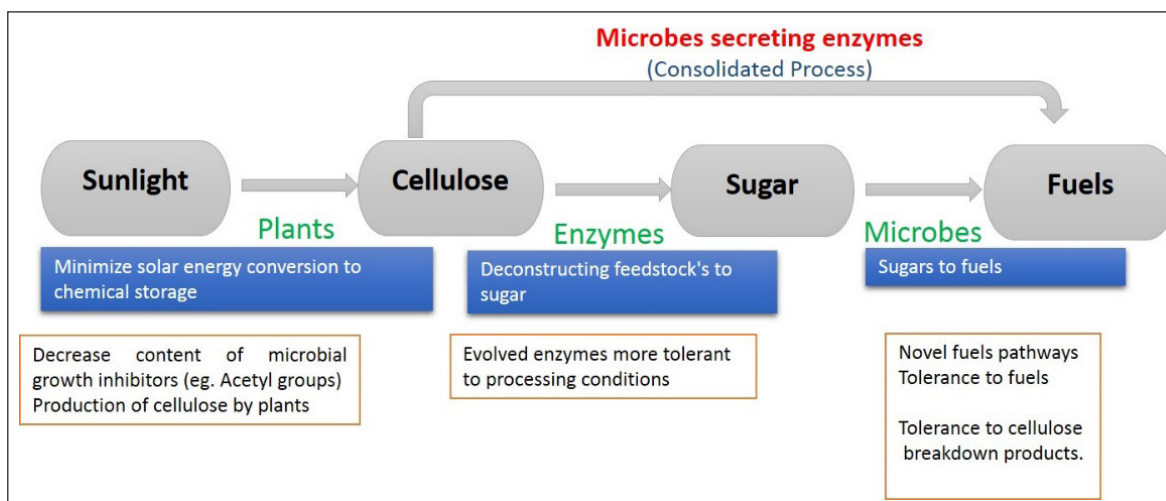 Microbes secreting enzymes
(Consolidated Process)
Sunlight
Cellulose
Sugar
Fuels
Plants
Enzymes
Microbes
Minimize solar energy conversion to
chemical storage
Deconstructing feedstock's to
sugar
Sugars to fuels
Decrease content of microbial
growth inhibitors (eg. Acetyl groups)
Production of cellulose by plants
Evolved enzymes more tolerant
to processing conditions
Novel fuels pathways
Tolerance to fuels
Tolerance to cellulose
breakdown products.